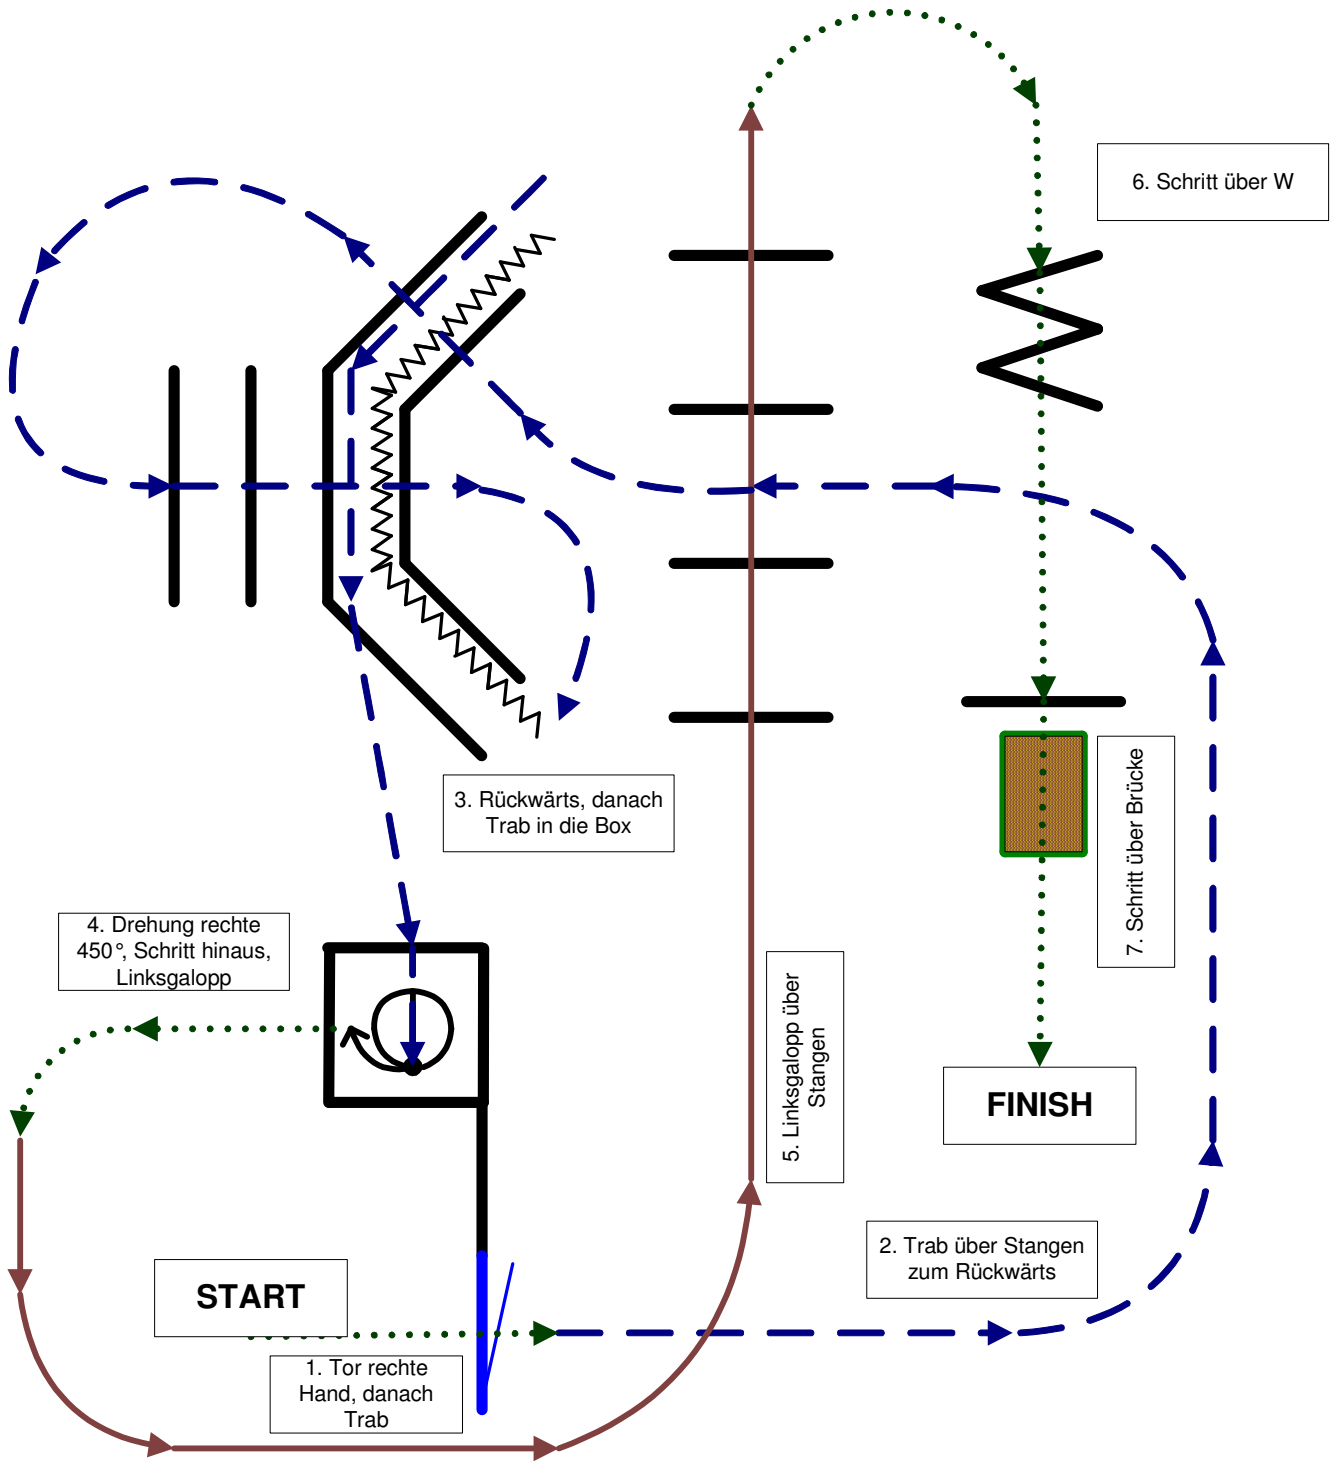 6. Schritt über W
3. Rückwärts, danach
Trab in die Box
7. Schritt über Brücke
4. Drehung rechte
450°, Schritt hinaus,
Linksgalopp
5. Linksgalopp über
Stangen
FINISH
2. Trab über Stangen
zum Rückwärts
START
1. Tor rechte
Hand, danach
Trab